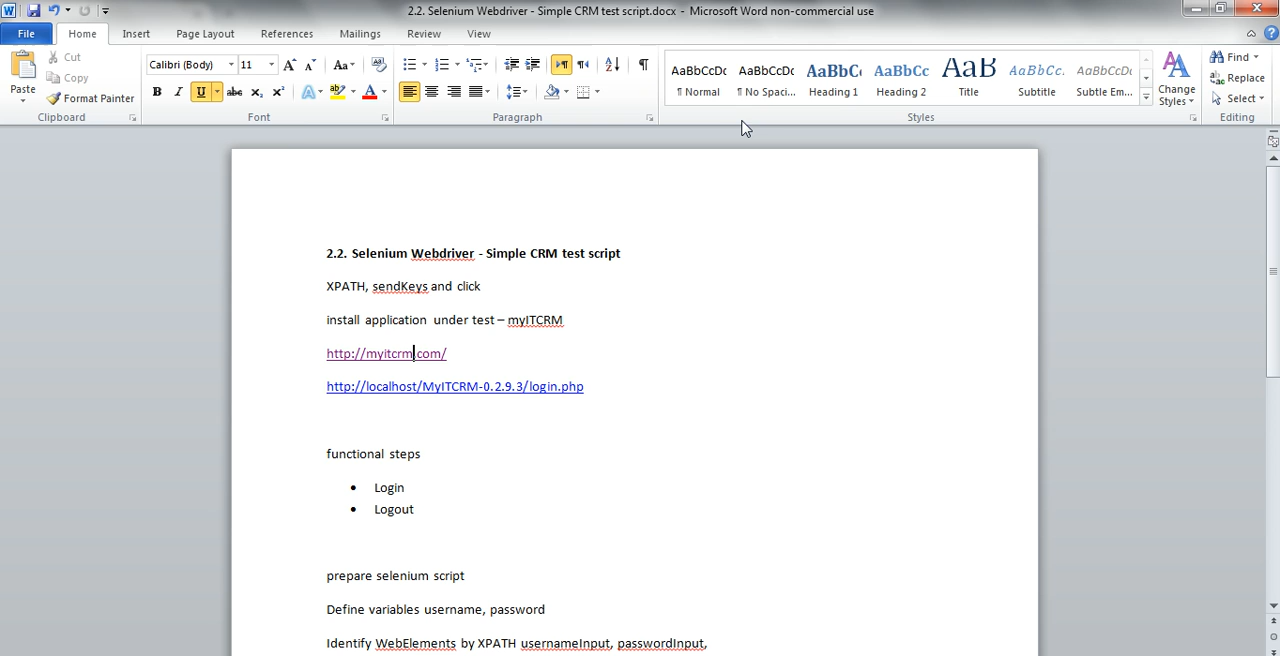 2.2. Selenium Webdriver - Simple CRM test script.docx - Microsoft Word non-commercial use
File Home Insert Page Layout References Mailings Review View
Paste
Cut
Copy
Format Painter
Clipboard
Calibri (Body) 11
Font
Paragraph
AaBbCcDc AaBbCcDc AaBbC AaBbCc AaB AaBbCc. AaBbCcDc
¶ Normal ¶ No Spaci... Heading 1 Heading 2 Title Subtitle Subtle Em...
Change
Styles
Styles
Find
Replace
Select
Editing
2.2. Selenium Webdriver - Simple CRM test script
XPATH, sendKeys and click
install application under test – myITCRM
http://myitcrm.com/
http://localhost/MyITCRM-0.2.9.3/login.php
functional steps
• Login
• Logout
prepare selenium script
Define variables username, password
Identify WebElements by XPATH usernameInput, passwordInput,